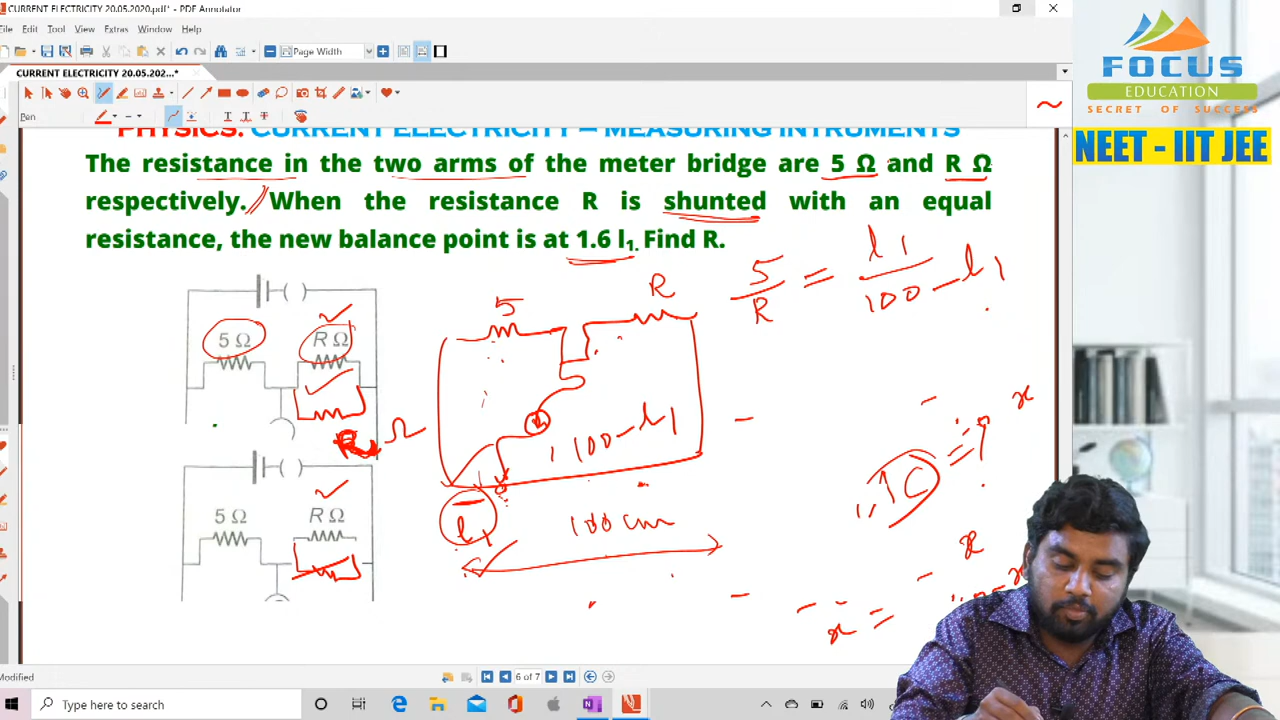 CURRENT ELECTRICITY 20.05.2020.pdf* - PDF Annotator
File Edit Tool View Extras Window Help
Page Width
CURRENT ELECTRICITY 20.05.202...*
Pen
FOCUS
EDUCATION
SECRET OF SUCCESS
NEET - IIT JEE
PHYSICS: CURRENT ELECTRICITY – MEASURING INTRUMENTS
The resistance in the two arms of the meter bridge are 5 Ω and R Ω
respectively. When the resistance R is shunted with an equal
resistance, the new balance point is at 1.6 l₁. Find R.
5/R = l1/100-l1
5 Ω
R Ω
5
R
Ω
100-l1
l1
100 cm
5 Ω
R Ω
x
x
x =
Modified
6 of 7
Type here to search